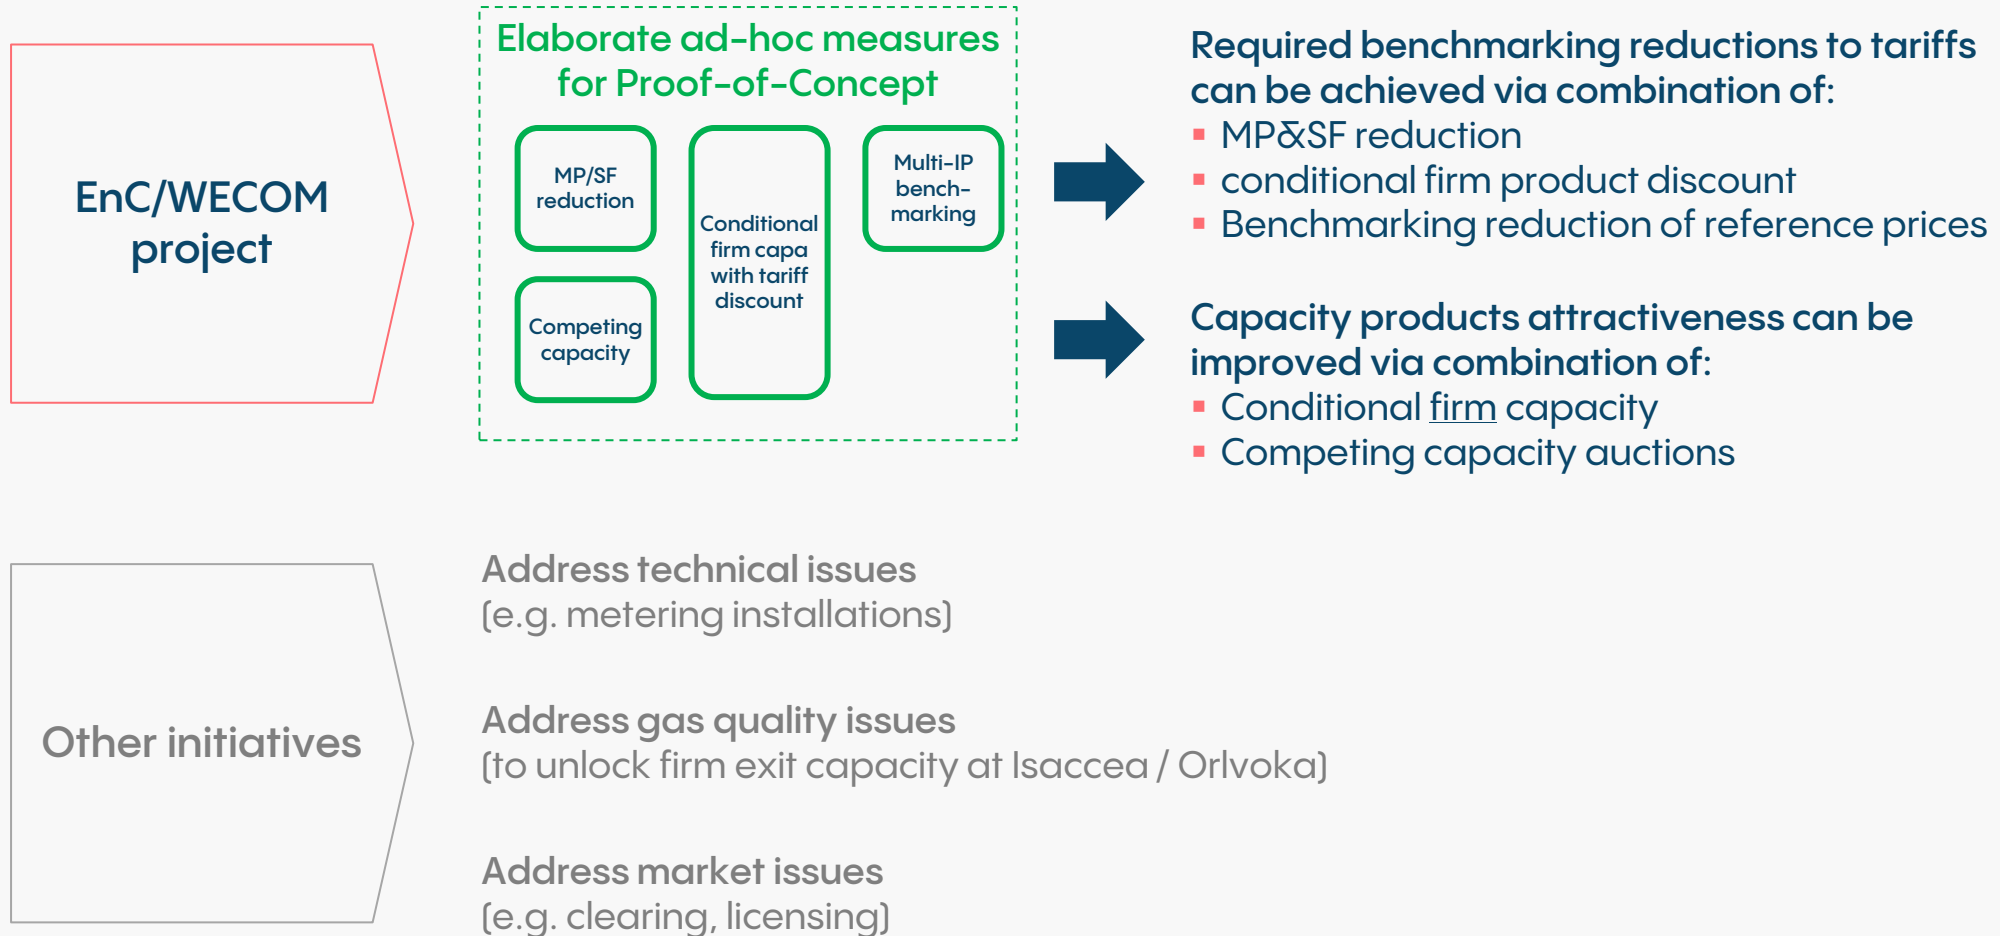 EnC/WECOM
project
Elaborate ad-hoc measures
for Proof-of-Concept
MP/SF
reduction
Competing
capacity
Conditional
firm capa
with tariff
discount
Multi-IP
bench-
marking
Required benchmarking reductions to tariffs
can be achieved via combination of:
▪ MP&SF reduction
▪ conditional firm product discount
▪ Benchmarking reduction of reference prices
Capacity products attractiveness can be
improved via combination of:
▪ Conditional firm capacity
▪ Competing capacity auctions
Other initiatives
Address technical issues
(e.g. metering installations)
Address gas quality issues
(to unlock firm exit capacity at Isaccea / Orlvoka)
Address market issues
(e.g. clearing, licensing)